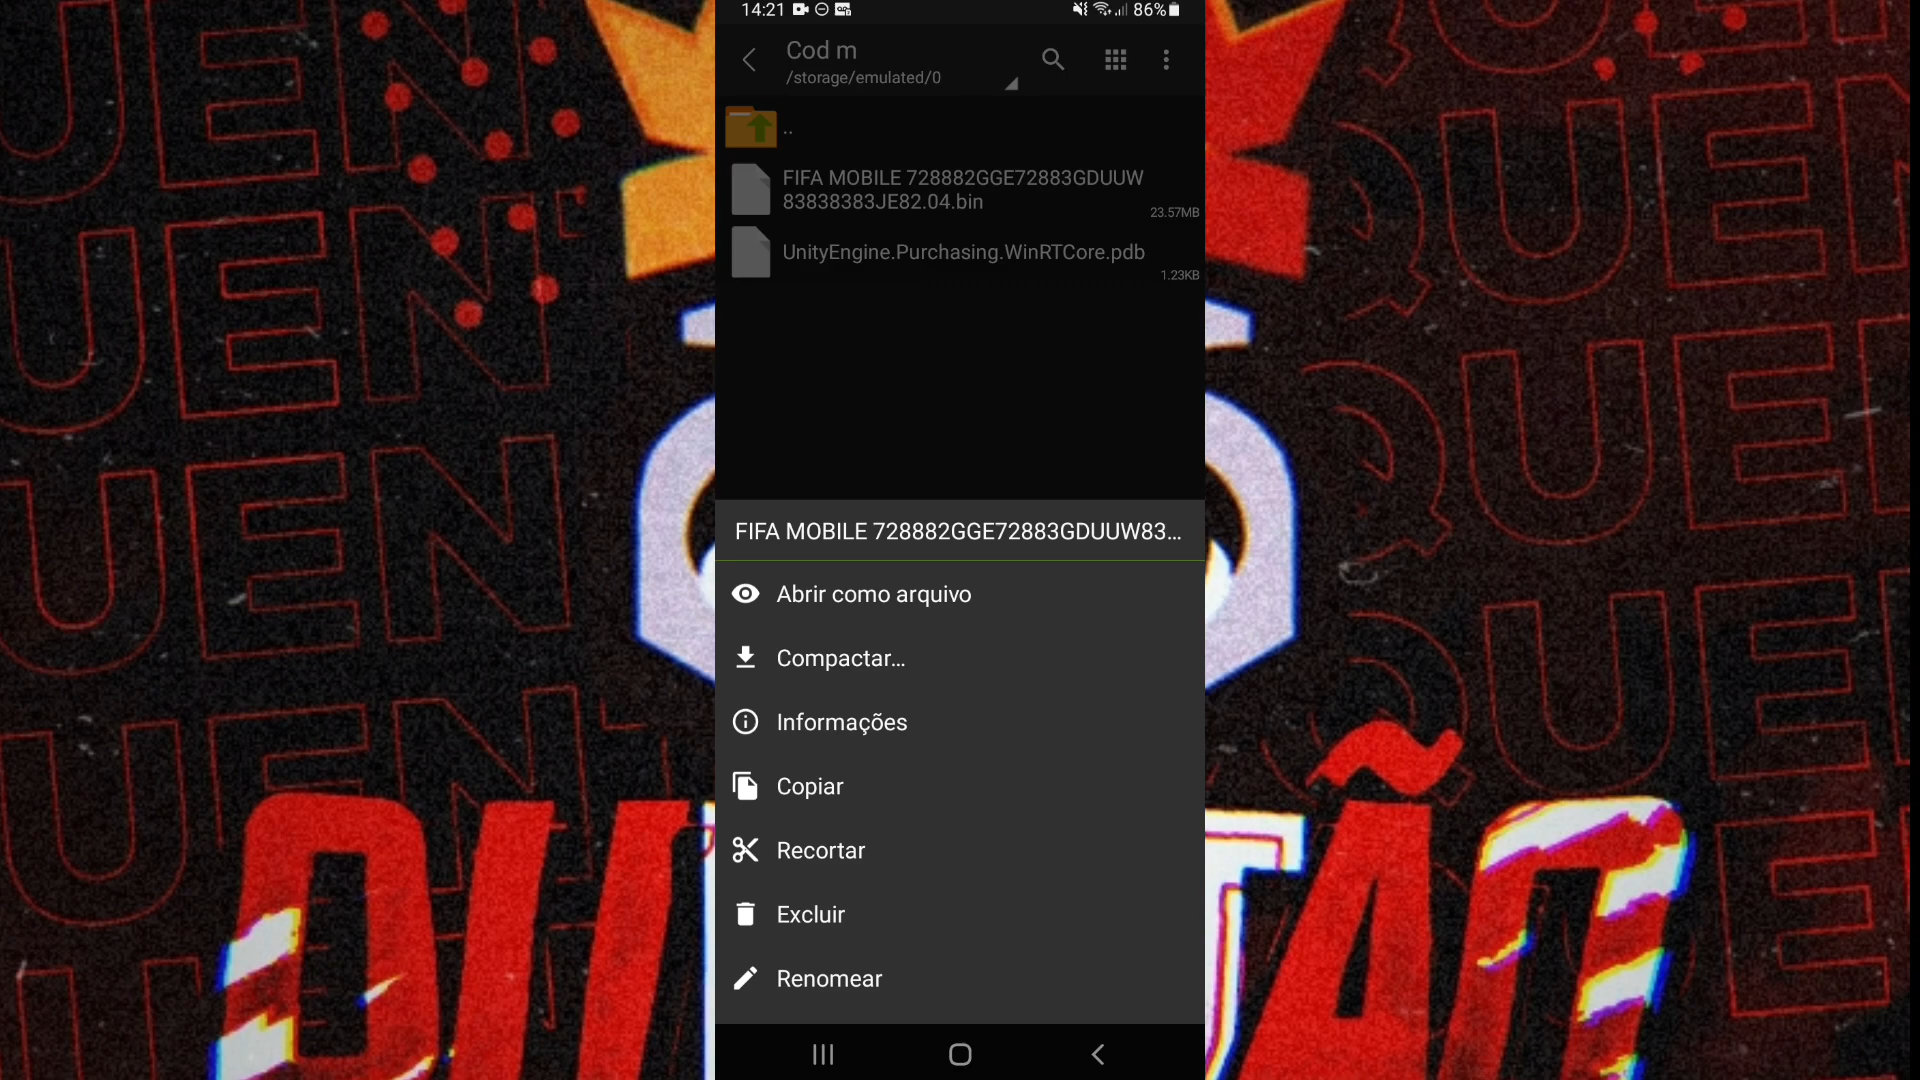 14:21
86%
Cod m
/storage/emulated/0
..
FIFA MOBILE 728882GGE72883GDUUW
83838383JE82.04.bin
23.57MB
UnityEngine.Purchasing.WinRTCore.pdb
1.23KB
FIFA MOBILE 728882GGE72883GDUUW83...
Abrir como arquivo
Compactar...
Informações
Copiar
Recortar
Excluir
Renomear